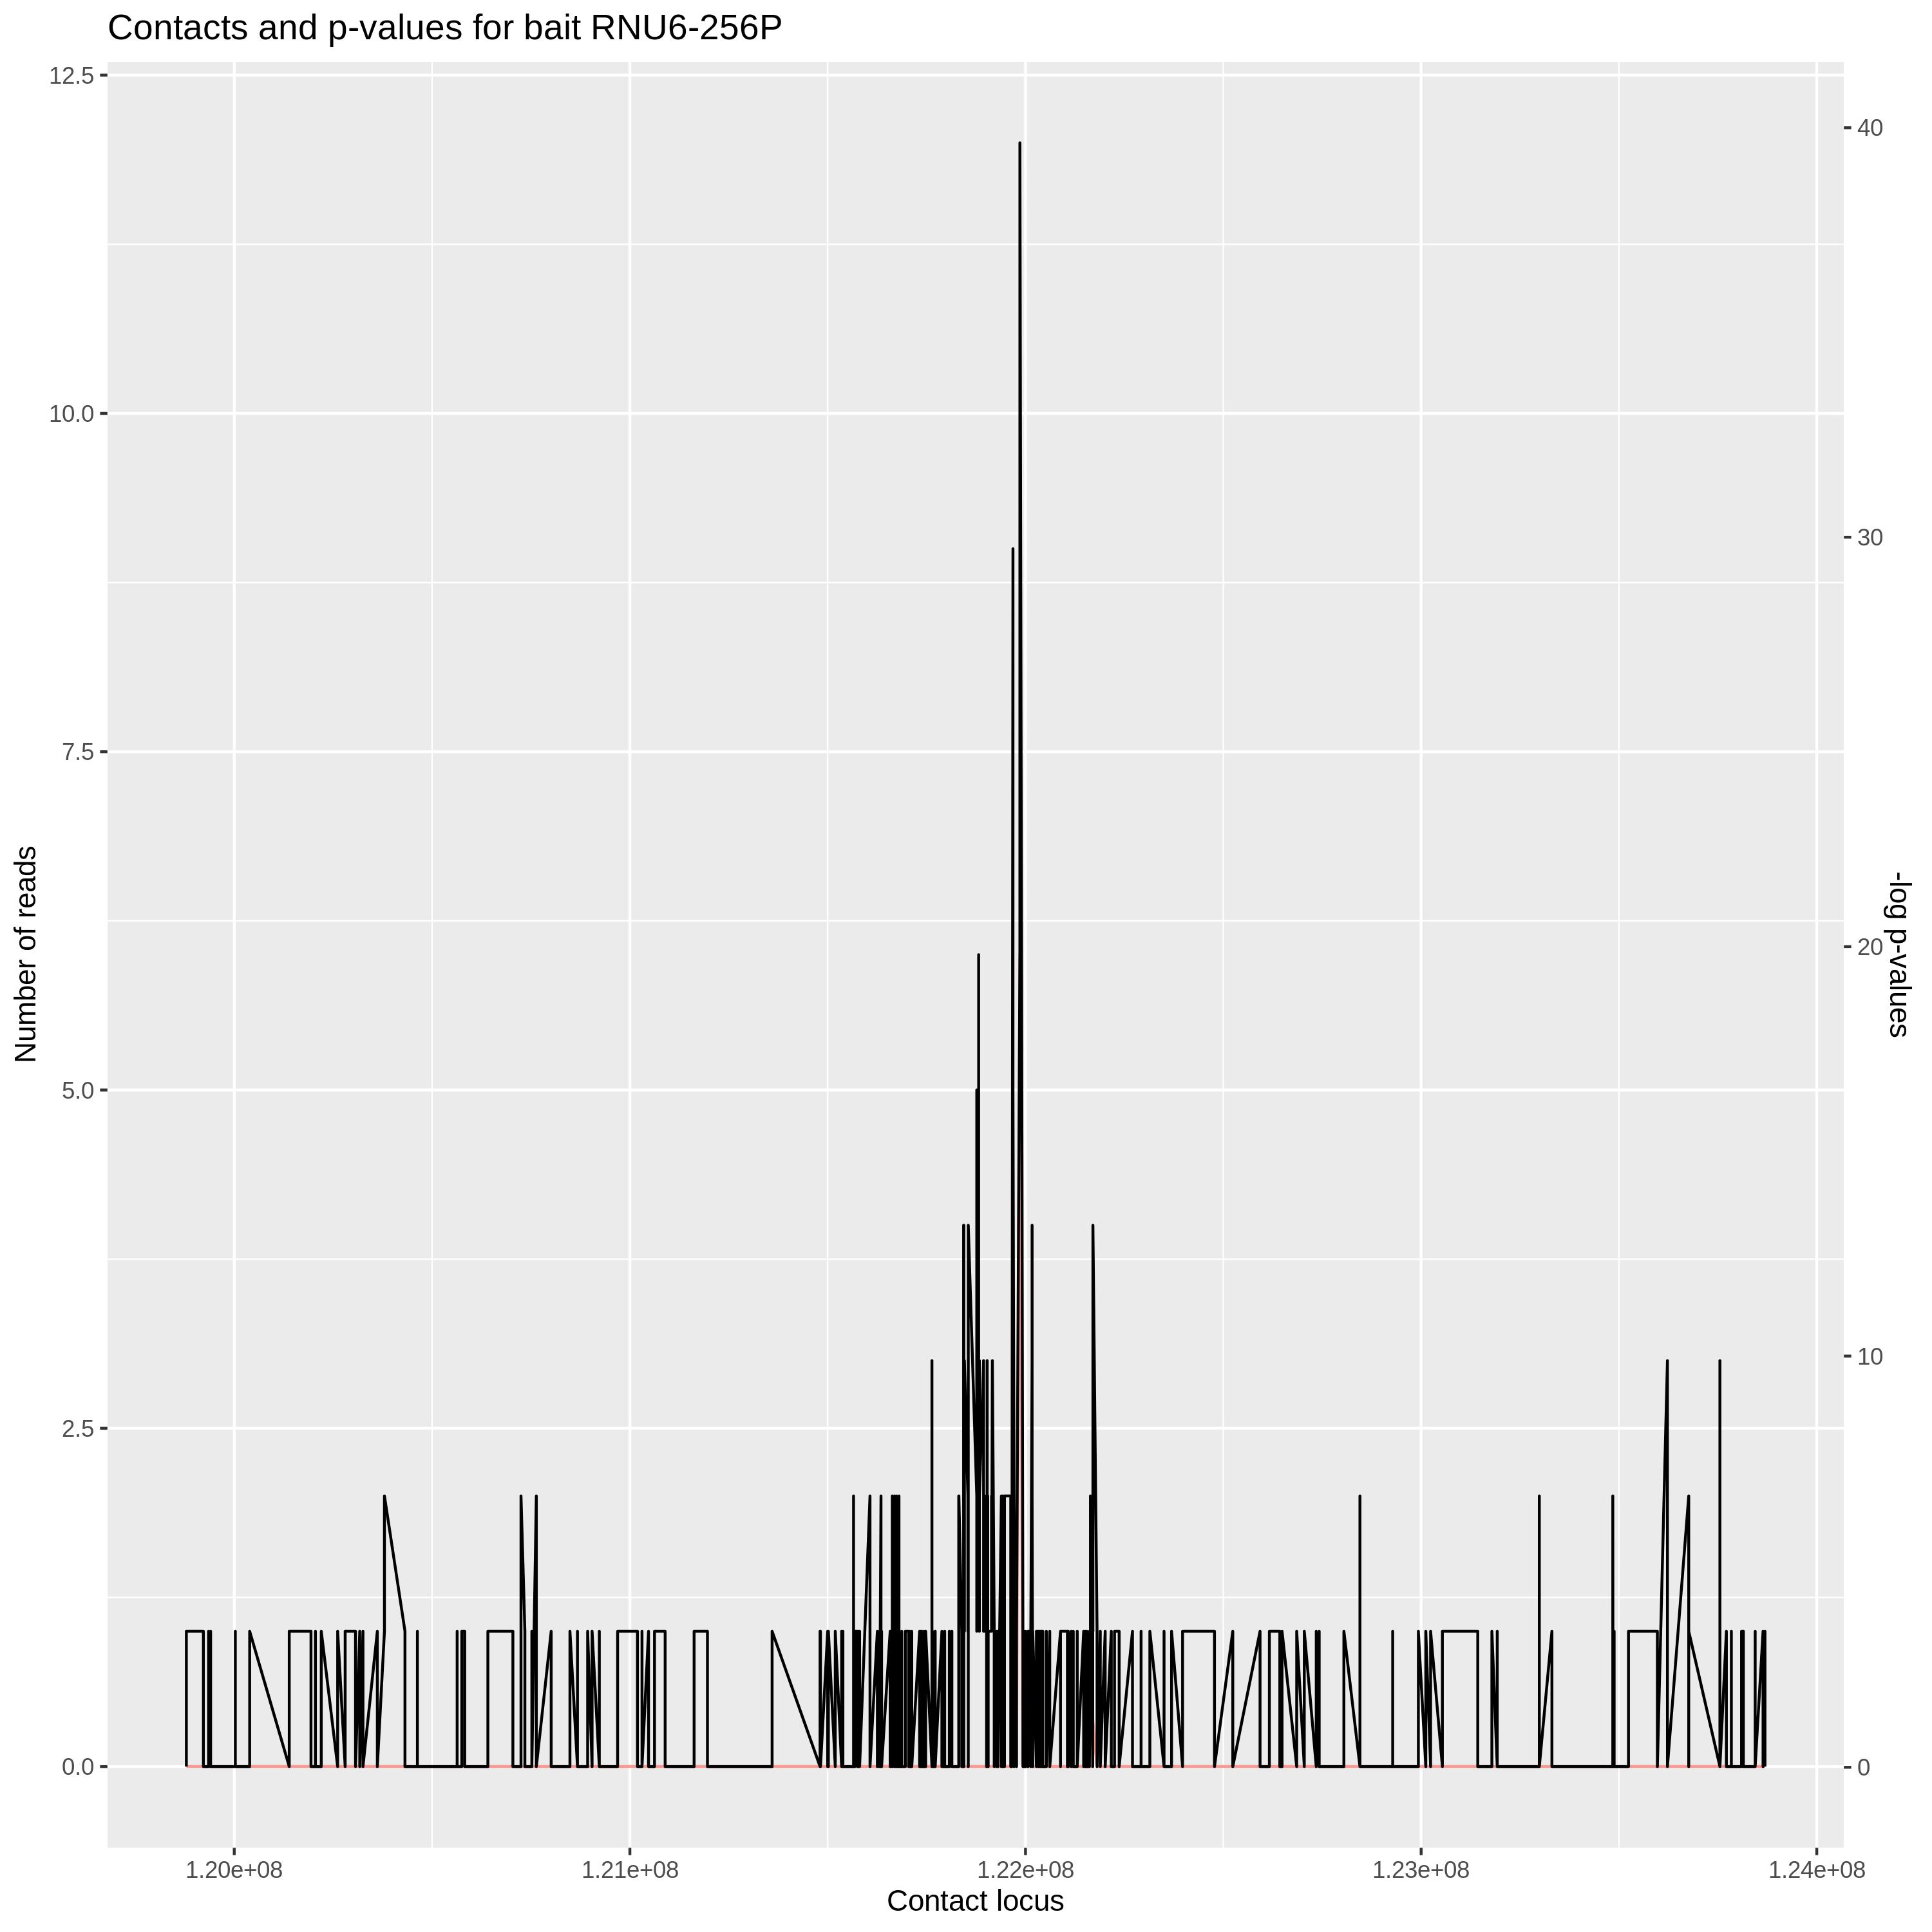 Contacts and p-values for bait RNU6-256P
12.5
10.0
7.5
5.0
2.5
0.0
Number of reads
40
30
20
10
0
-log p-values
1.20e+08 1.21e+08 1.22e+08 1.23e+08 1.24e+08
Contact locus